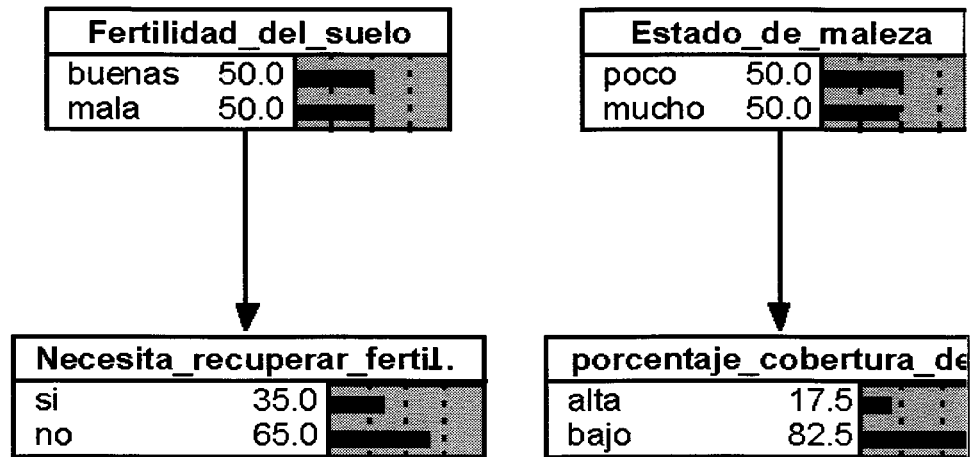 Fertilidad_del_suelo
buenas 50.0
mala 50.0
Estado_de_maleza
poco 50.0
mucho 50.0
Necesita_recuperar_fertil.
si 35.0
no 65.0
porcentaje_cobertura_de
alta 17.5
bajo 82.5